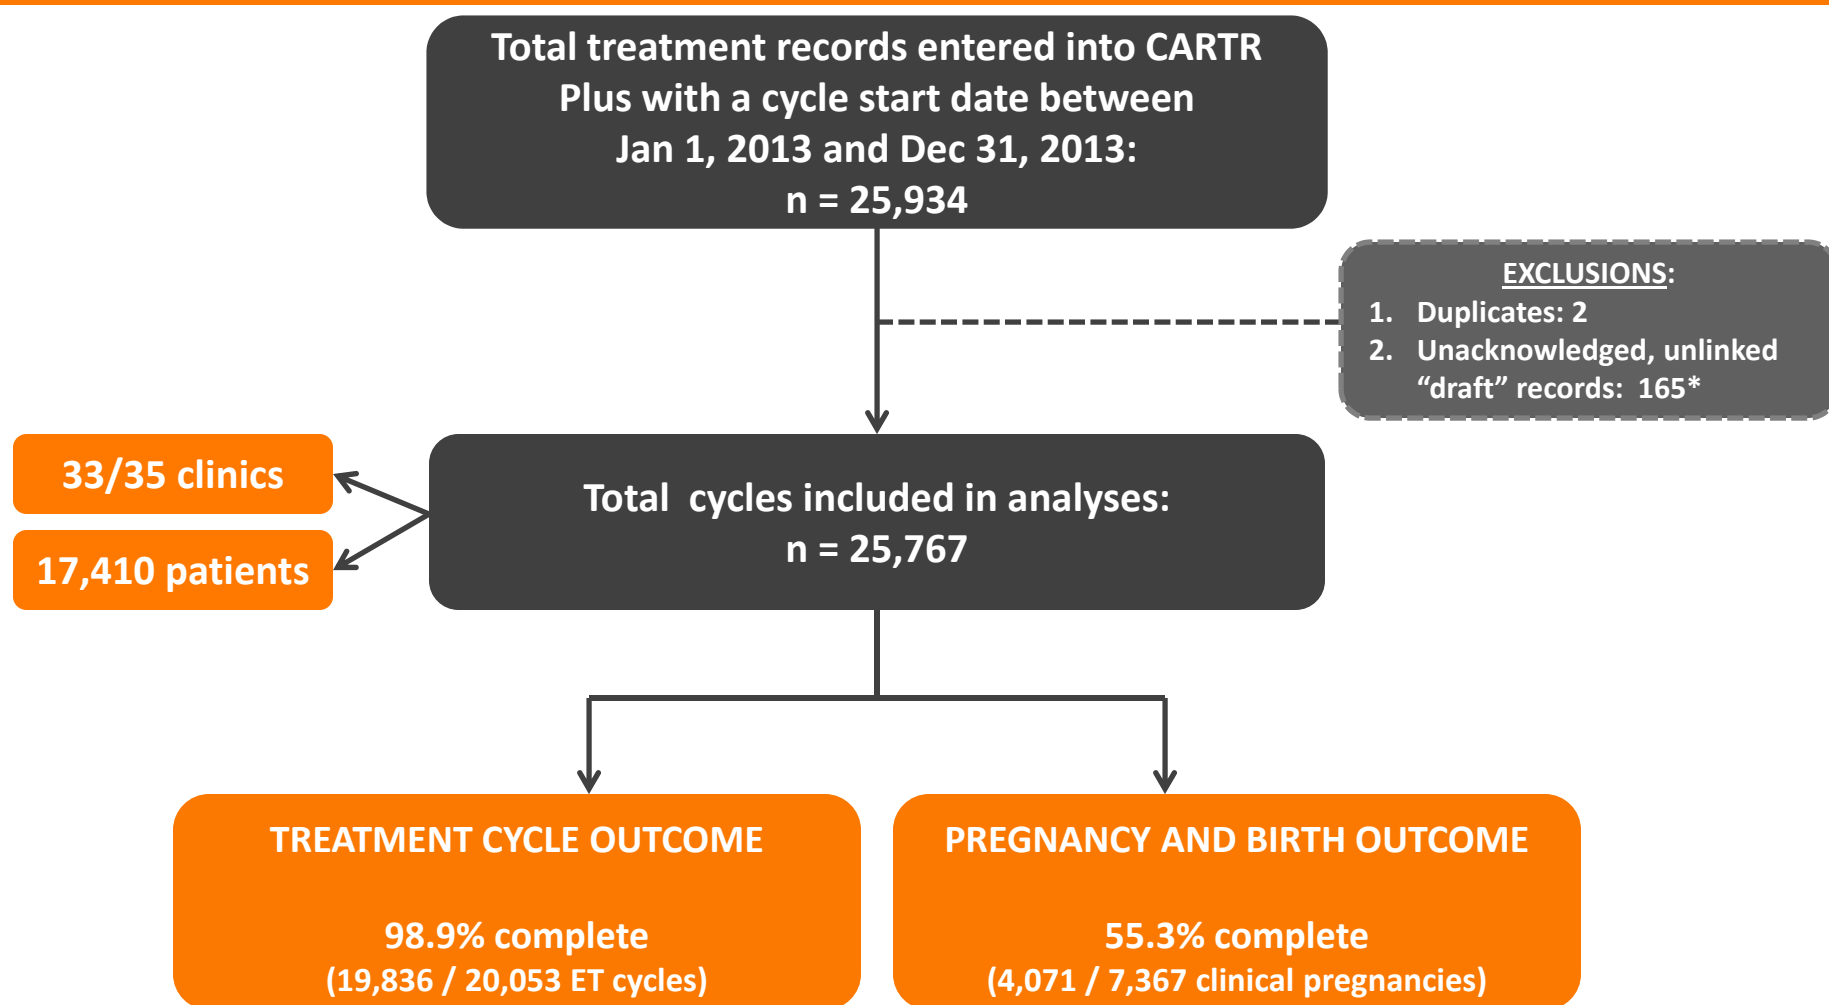 Total treatment records entered into CARTR
Plus with a cycle start date between
Jan 1, 2013 and Dec 31, 2013:
n = 25,934
EXCLUSIONS:
1. Duplicates: 2
2. Unacknowledged, unlinked
“draft” records: 165*
33/35 clinics
17,410 patients
Total cycles included in analyses:
n = 25,767
TREATMENT CYCLE OUTCOME
98.9% complete
(19,836 / 20,053 ET cycles)
PREGNANCY AND BIRTH OUTCOME
55.3% complete
(4,071 / 7,367 clinical pregnancies)